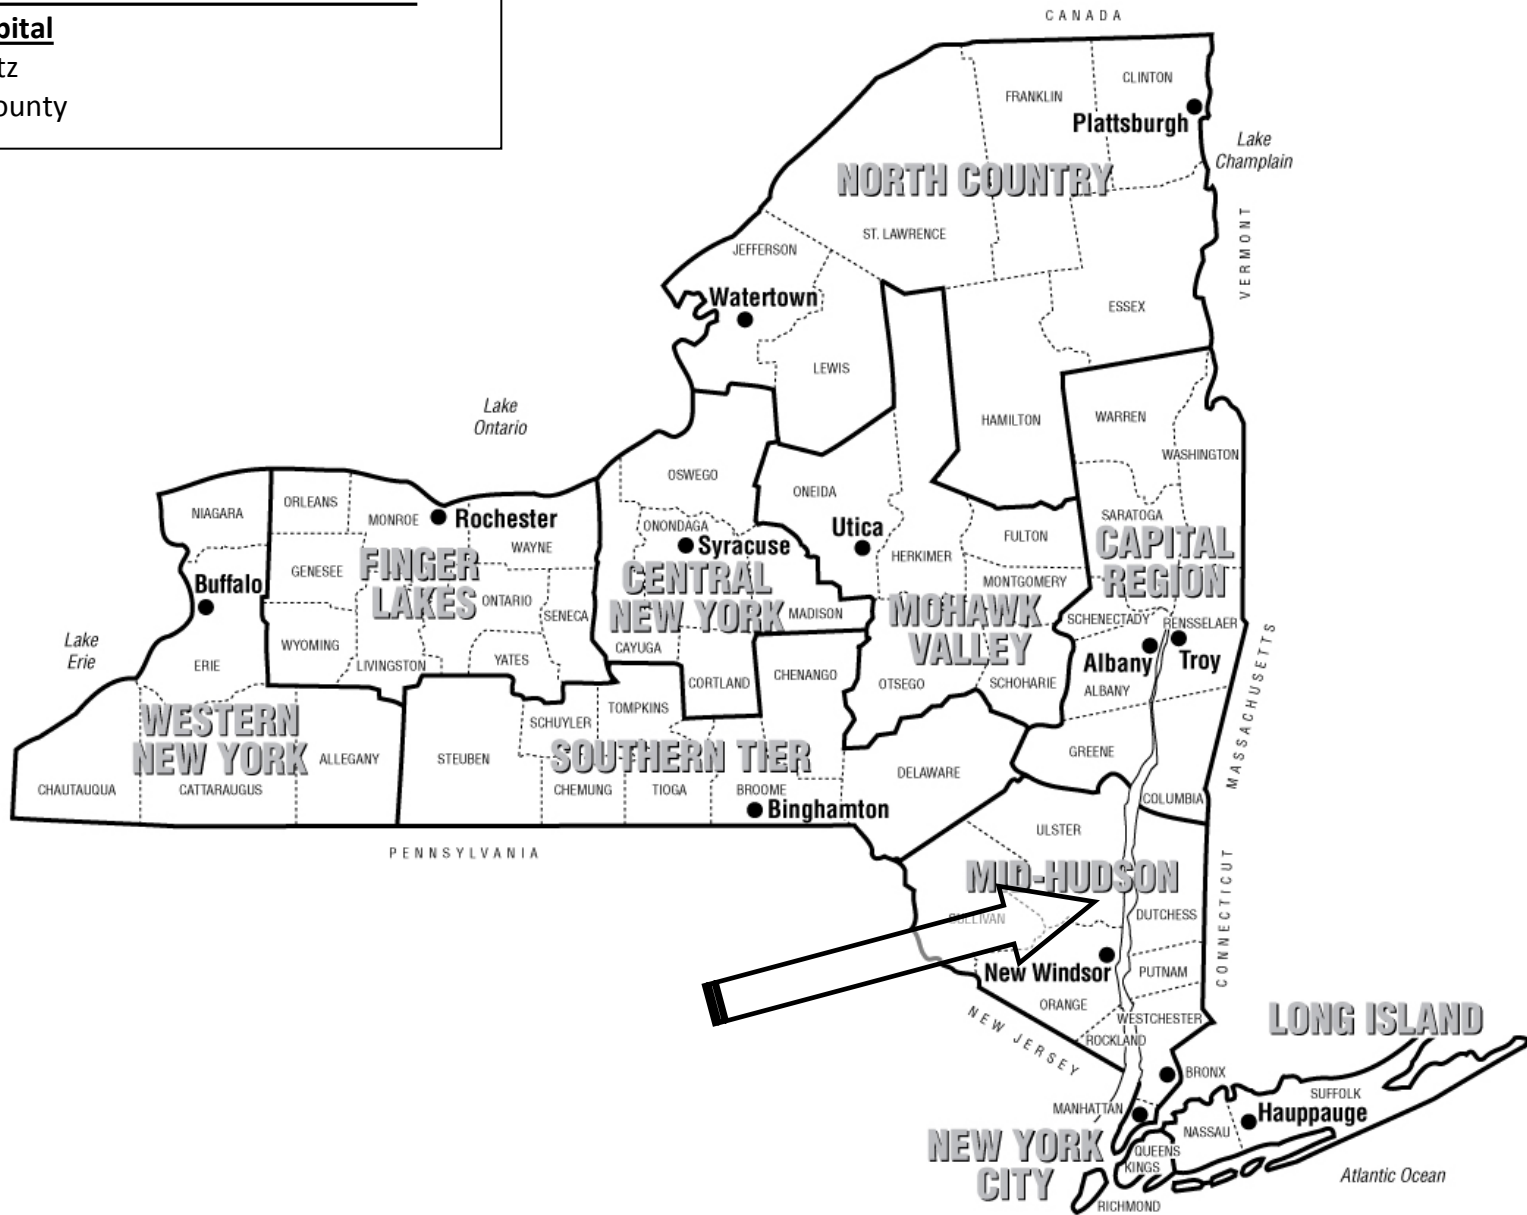 pital
tz
ounty
CANADA
CLINTON
FRANKLIN
Plattsburgh
Lake
Champlain
NORTH COUNTRY
VERMONT
ST. LAWRENCE
JEFFERSON
Watertown
ESSEX
LEWIS
Lake
Ontario
HAMILTON
WARREN
WASHINGTON
OSWEGO
ONEIDA
NIAGARA
ORLEANS
MONROE
Rochester
SARATOGA
ONONDAGA
Utica
FULTON
WAYNE
Syracuse
HERKIMER
CAPITAL
REGION
GENESEE
FINGER
LAKES
Buffalo
CENTRAL
NEW YORK
MONTGOMERY
ONTARIO
SENECA
MADISON
MOHAWK
VALLEY
SCHENECTADY
RENSSELAER
Lake
Erie
WYOMING
CAYUGA
Albany
Troy
ERIE
LIVINGSTON
YATES
CHENANGO
CORTLAND
OTSEGO
SCHOHARIE
ALBANY
MASSACHUSETTS
WESTERN
NEW YORK
TOMPKINS
SCHUYLER
ALLEGANY
STEUBEN
SOUTHERN TIER
GREENE
DELAWARE
CHAUTAUQUA
CATTARAUGUS
CHEMUNG
TIOGA
BROOME
COLUMBIA
Binghamton
ULSTER
PENNSYLVANIA
MID-HUDSON
CONNECTICUT
SULLIVAN
DUTCHESS
New Windsor
PUTNAM
ORANGE
WESTCHESTER
LONG ISLAND
NEW JERSEY
ROCKLAND
BRONX
SUFFOLK
MANHATTAN
Hauppauge
NASSAU
NEW YORK
CITY
QUEENS
KINGS
Atlantic Ocean
RICHMOND